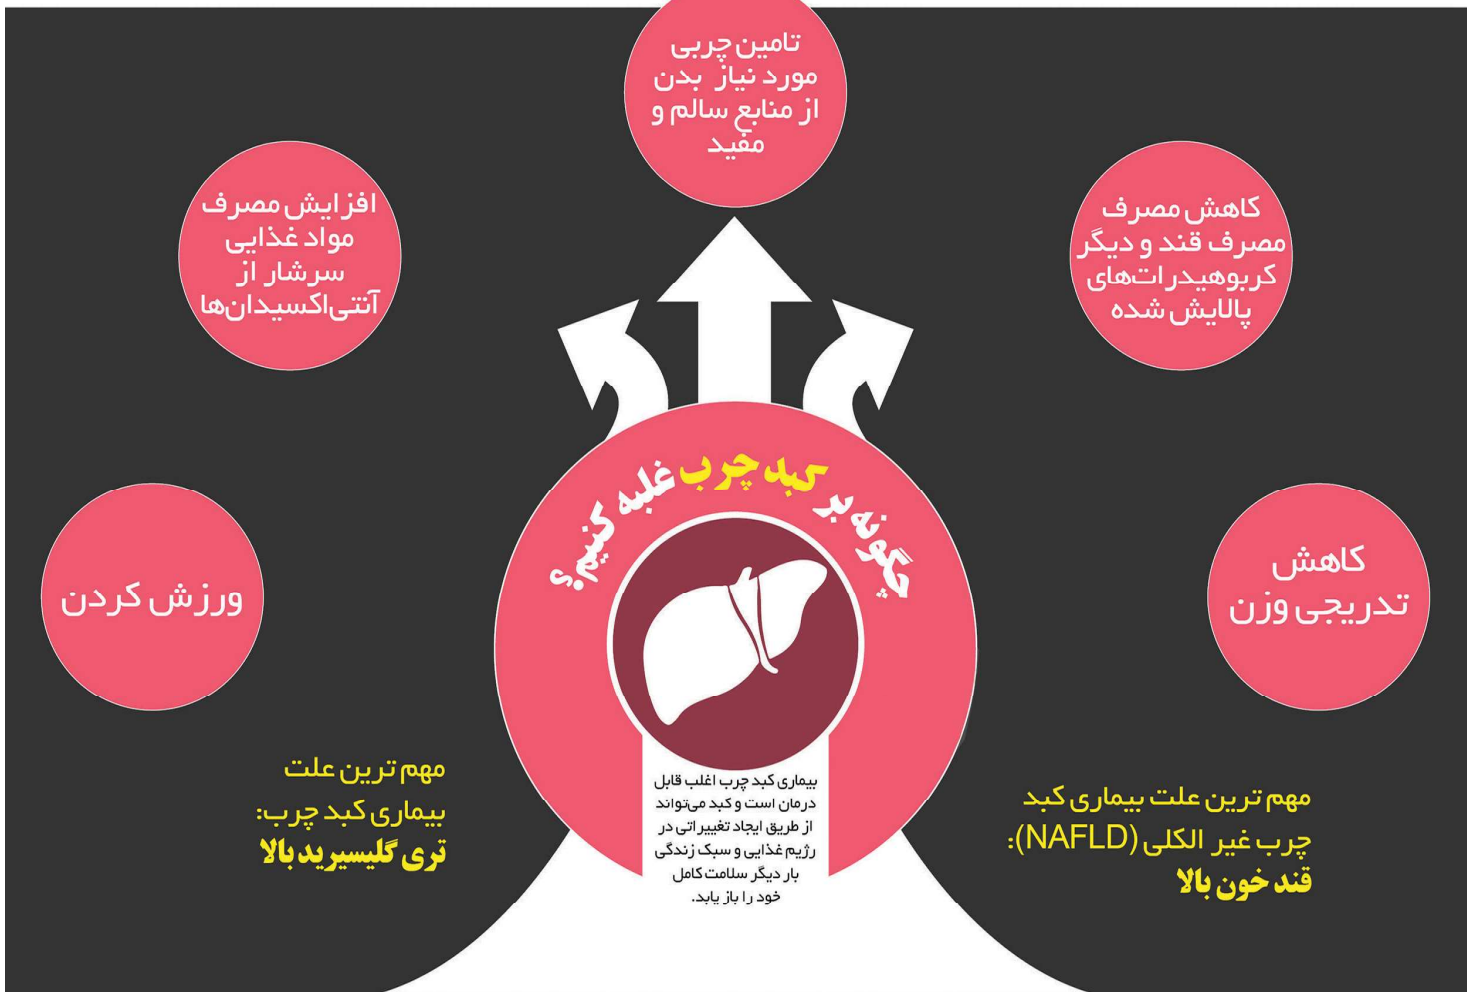 تامین چربی
مورد نیاز بدن
از منابع سالم و
مفید
کاهش مصرف
مصرف قند و دیگر
کربوهیدرات‌های
پالایش شده
افزایش مصرف
مواد غذایی
سرشار از
آنتی‌اکسیدان‌ها
چگونه بر کبد چرب غلبه کنیم؟
کاهش
تدریجی وزن
ورزش کردن
بیماری کبد چرب اغلب قابل
درمان است و کبد می‌تواند
از طریق ایجاد تغییراتی در
رژیم غذایی و سبک زندگی
بار دیگر سلامت کامل
خود را باز یابد.
مهم ترین علت بیماری کبد
چرب غیر الکلی (NAFLD):
قند خون بالا
مهم ترین علت
بیماری کبد چرب:
تری گلیسیرید بالا